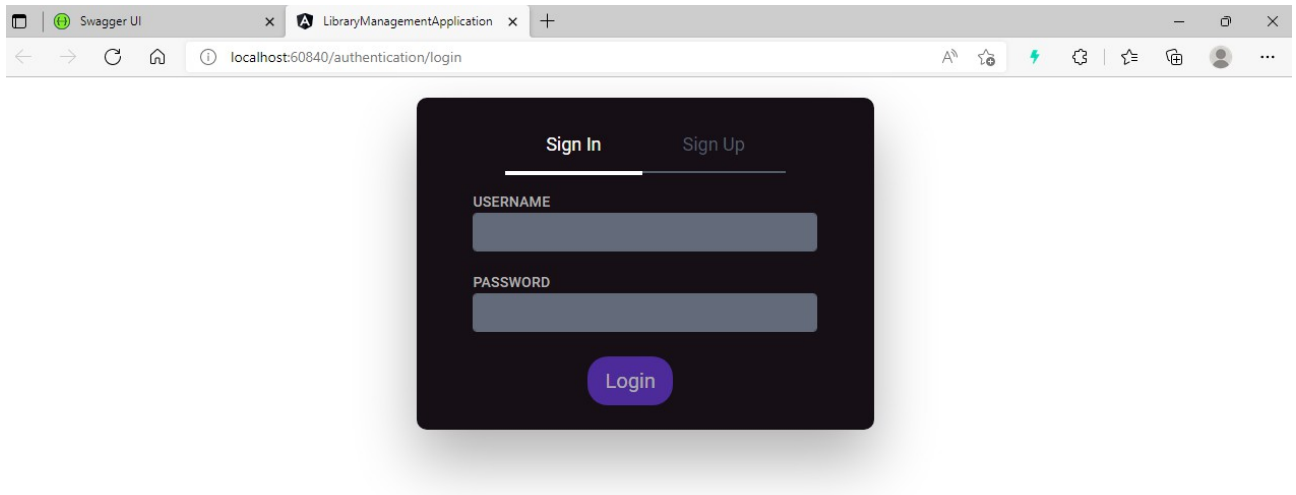 Swagger UI
LibraryManagementApplication
localhost:60840/authentication/login
Sign In
Sign Up
USERNAME
PASSWORD
Login